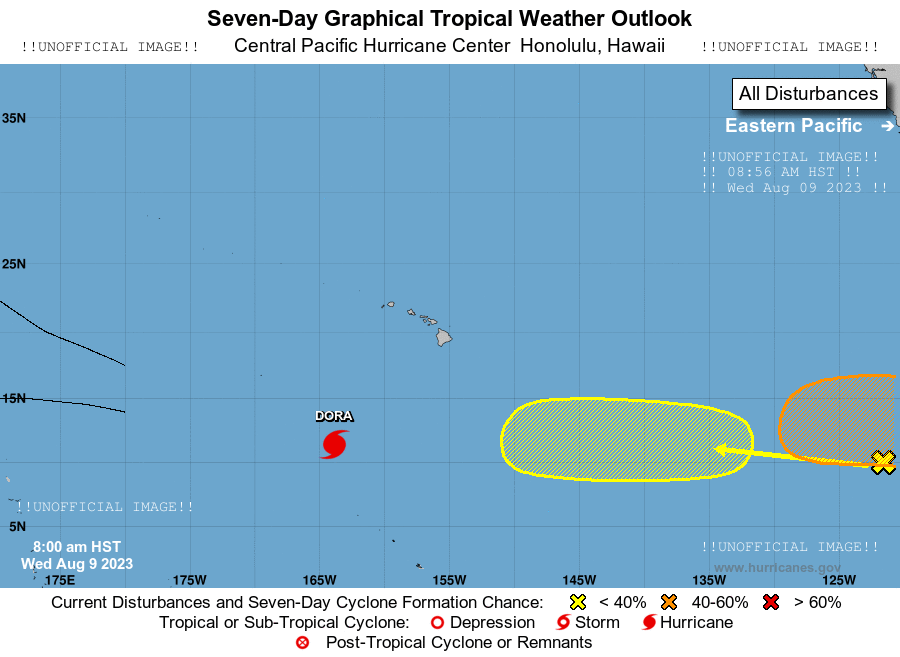 Seven-Day Graphical Tropical Weather Outlook
!!UNOFFICIAL IMAGE!! Central Pacific Hurricane Center Honolulu, Hawaii !!UNOFFICIAL IMAGE!!
All Disturbances
35N
Eastern Pacific
!!UNOFFICIAL IMAGE!!
!! 08:56 AM HST !!
!! Wed Aug 09 2023 !!
25N
15N
DORA
!!UNOFFICIAL IMAGE!!
5N
8:00 am HST
Wed Aug 9 2023
!!UNOFFICIAL IMAGE!!
www.hurricanes.gov
175E 175W 165W 155W 145W 135W 125W
Current Disturbances and Seven-Day Cyclone Formation Chance: < 40% 40-60% > 60%
Tropical or Sub-Tropical Cyclone: Depression Storm Hurricane
Post-Tropical Cyclone or Remnants